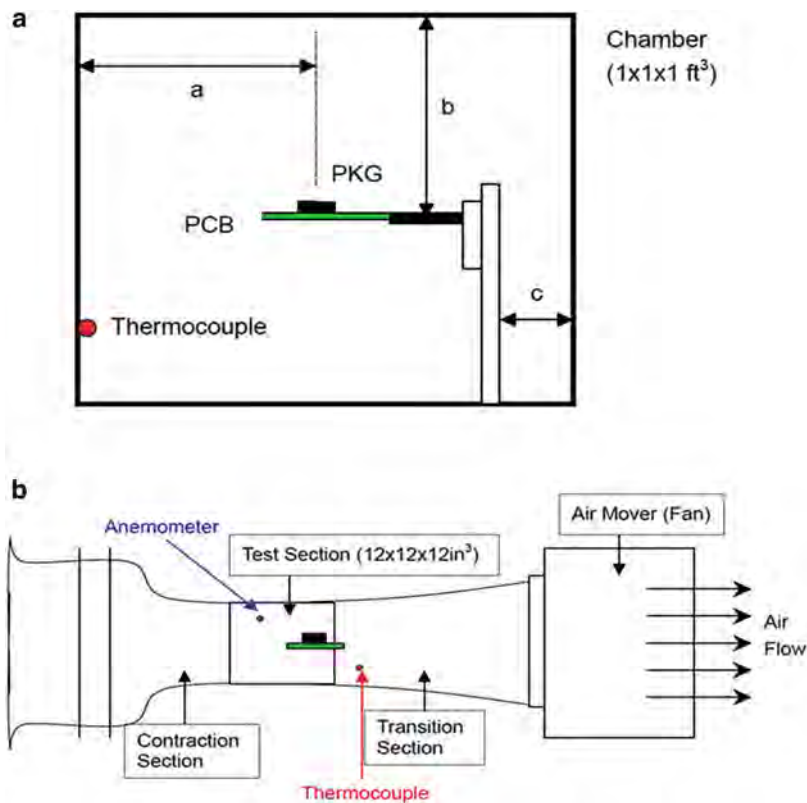 a
Chamber
(1x1x1 ft³)
a
b
PKG
PCB
c
Thermocouple
b
Air Mover (Fan)
Anemometer
Test Section (12x12x12in³)
Air
Flow
Contraction
Section
Transition
Section
Thermocouple